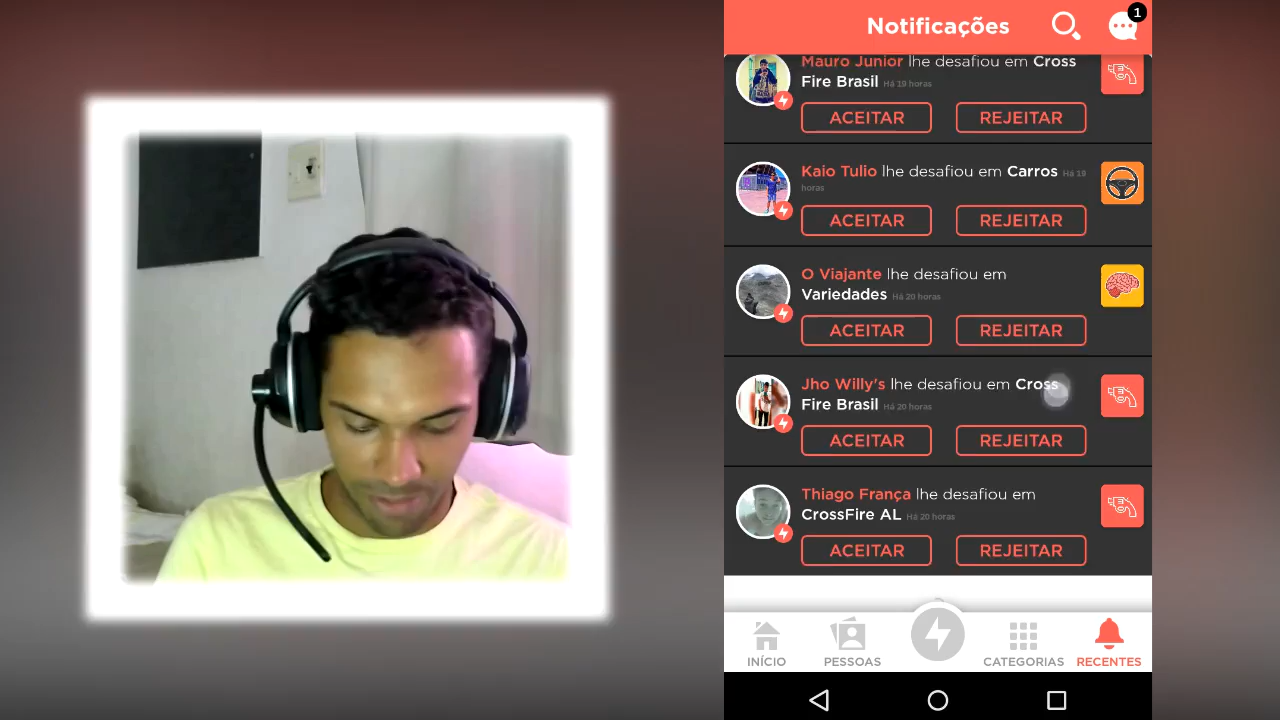 Notificações
1
Mauro Junior lhe desafiou em Cross
Fire Brasil Há 19 horas
ACEITAR REJEITAR
Kaio Tulio lhe desafiou em Carros Há 19
horas
ACEITAR REJEITAR
O Viajante lhe desafiou em
Variedades Há 20 horas
ACEITAR REJEITAR
Jho Willy's lhe desafiou em Cross
Fire Brasil Há 20 horas
ACEITAR REJEITAR
Thiago França lhe desafiou em
CrossFire AL Há 20 horas
ACEITAR REJEITAR
INÍCIO PESSOAS CATEGORIAS RECENTES